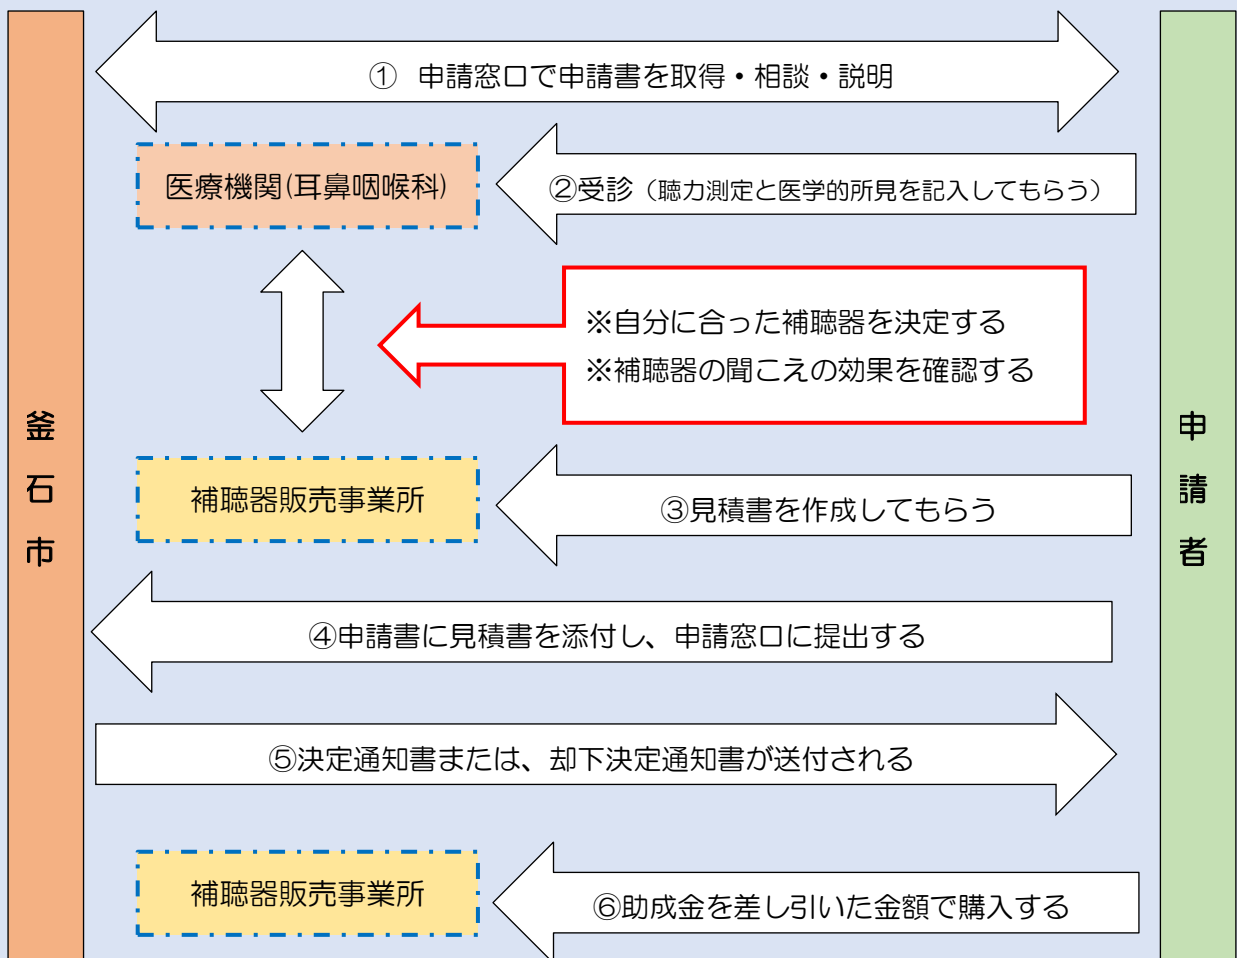 ① 申請窓口で申請書を取得・相談・説明
医療機関(耳鼻咽喉科)
②受診（聴力測定と医学的所見を記入してもらう）
※自分に合った補聴器を決定する
※補聴器の聞こえの効果を確認する
釜石市
申請者
補聴器販売事業所
③見積書を作成してもらう
④申請書に見積書を添付し、申請窓口に提出する
⑤決定通知書または、却下決定通知書が送付される
補聴器販売事業所
⑥助成金を差し引いた金額で購入する